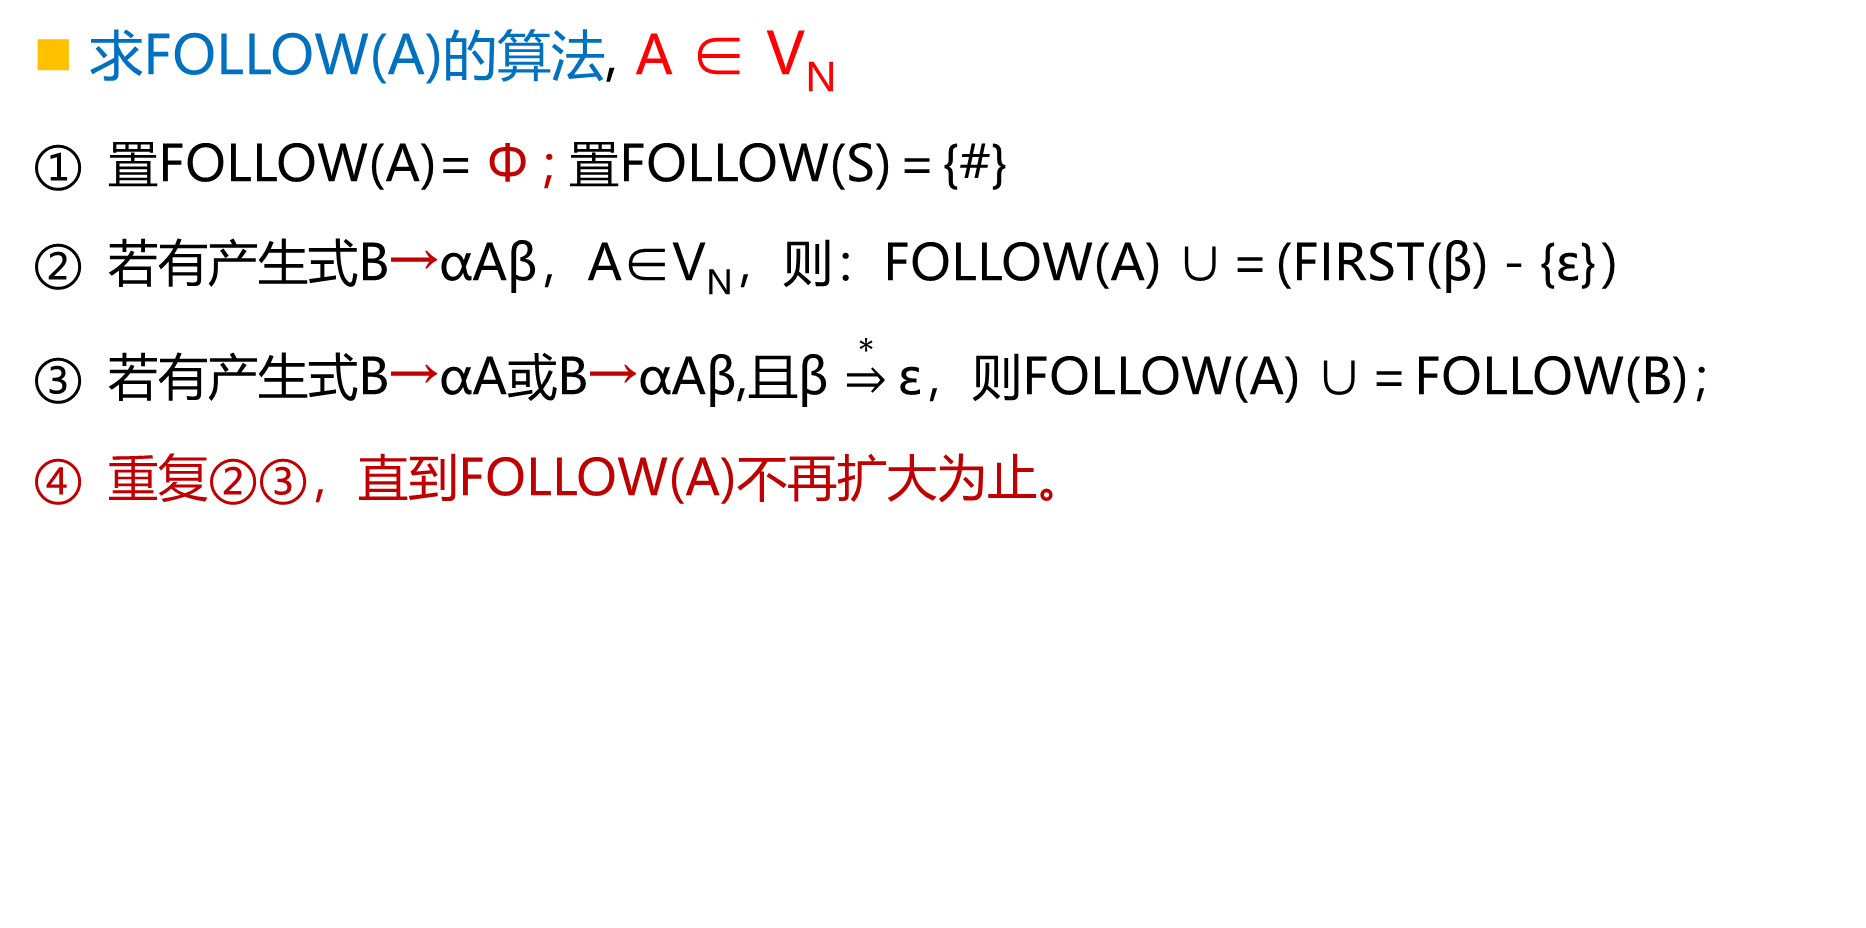 求FOLLOW(A)的算法, A ∈ V_N
① 置FOLLOW(A)= Φ ; 置FOLLOW(S) = {#}
② 若有产生式B→αAβ，A∈V_N，则：FOLLOW(A) ∪ = (FIRST(β) - {ε})
③ 若有产生式B→αA或B→αAβ,且β ⇒* ε，则FOLLOW(A) ∪ = FOLLOW(B)；
④ 重复②③，直到FOLLOW(A)不再扩大为止。